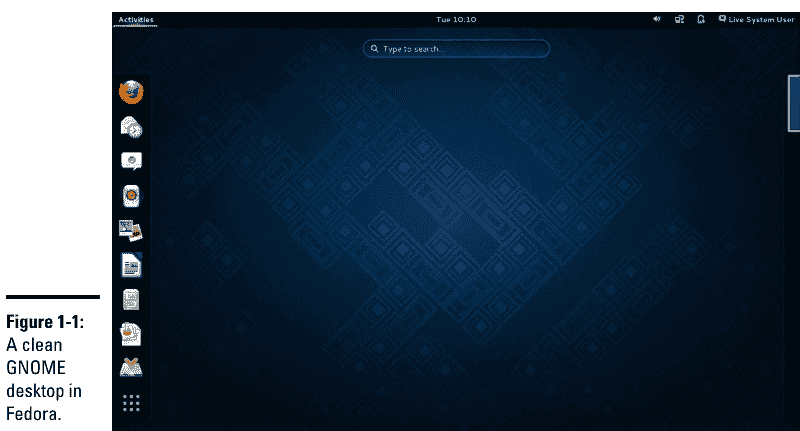 Activities
Tue 10:10
Live System User
Type to search...
Figure 1-1:
A clean
GNOME
desktop in
Fedora.